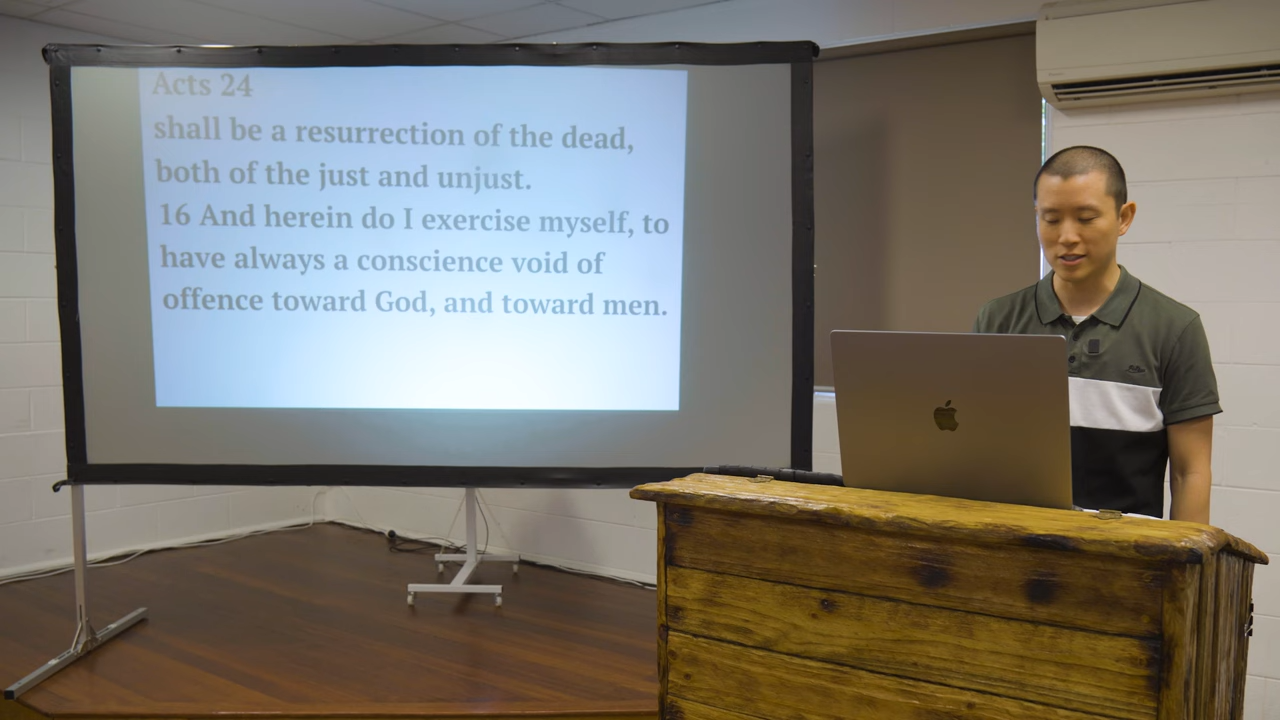 Acts 24
shall be a resurrection of the dead,
both of the just and unjust.
16 And herein do I exercise myself, to
have always a conscience void of
offence toward God, and toward men.